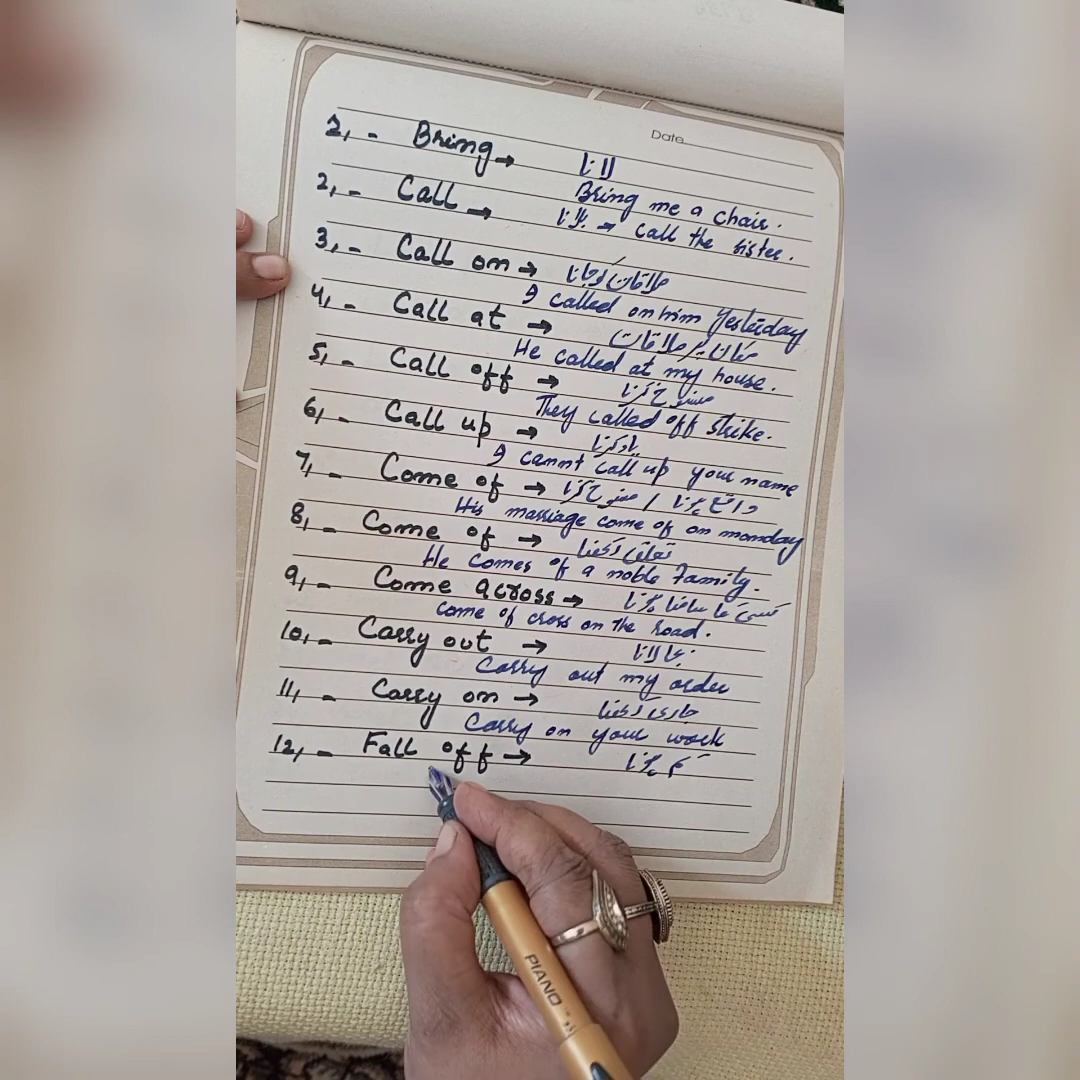 Date
2, - Bring → لانا
Bring me a chair.
2, - Call → بلانا → call the sister.
3, - Call on → ملاقات کو جانا
I called on him Yesterday
4, - Call at → مکان پر ملاقات
He called at my house.
5, - Call off → منسوخ کرنا
They called off strike.
6, - Call up → یاد کرنا
I cannt call up your name
7, - Come of → واقع ہونا / منسوخ کرنا
His marriage come of on monday
8, - Come of → تعلق رکھنا
He comes of a noble Family.
9, - Come across → کسی کا سامنا ہونا
come of cross on the road.
10, - Carry out → بجا لانا
Carry out my order
11, - Carry on → جاری رکھنا
Carry on your work
12, - Fall off → کم ہونا
PIANO